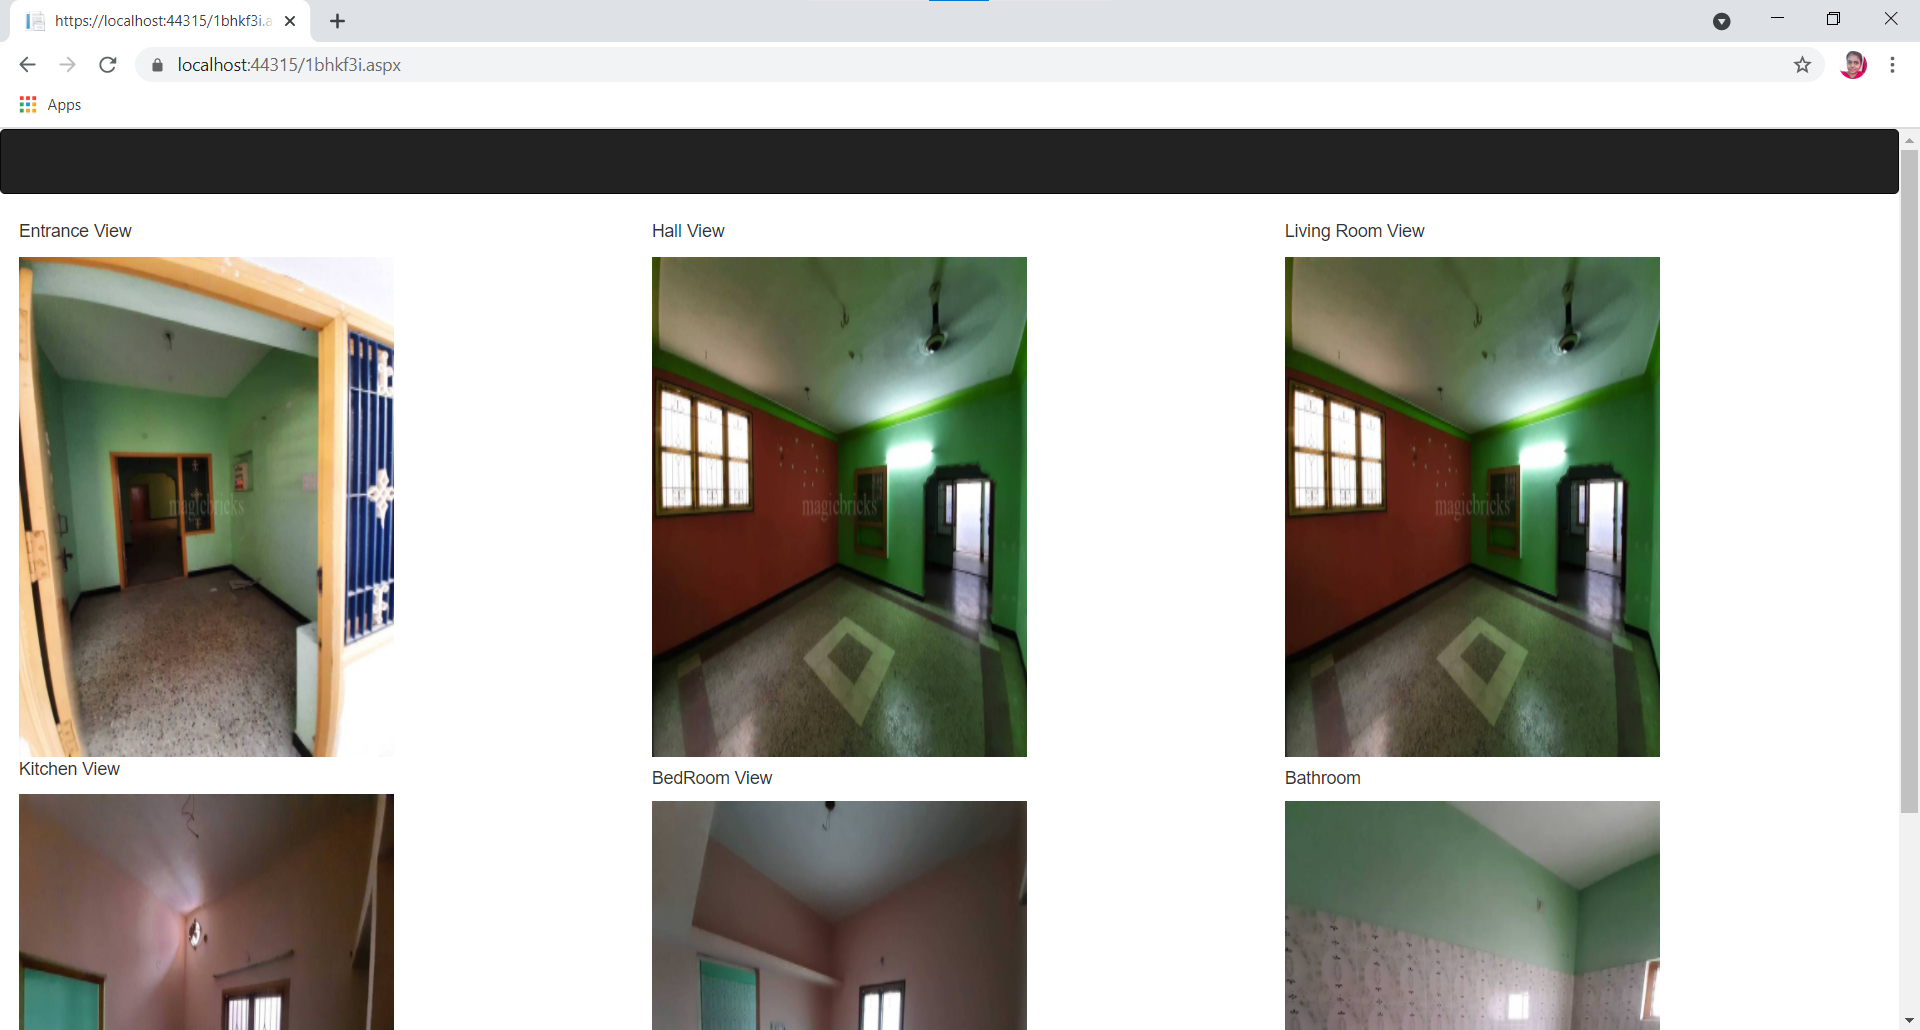 https://localhost:44315/1bhkf3i.a
localhost:44315/1bhkf3i.aspx
Apps
Entrance View
Hall View
Living Room View
magicbricks
magicbricks
magicbricks
Kitchen View
BedRoom View
Bathroom